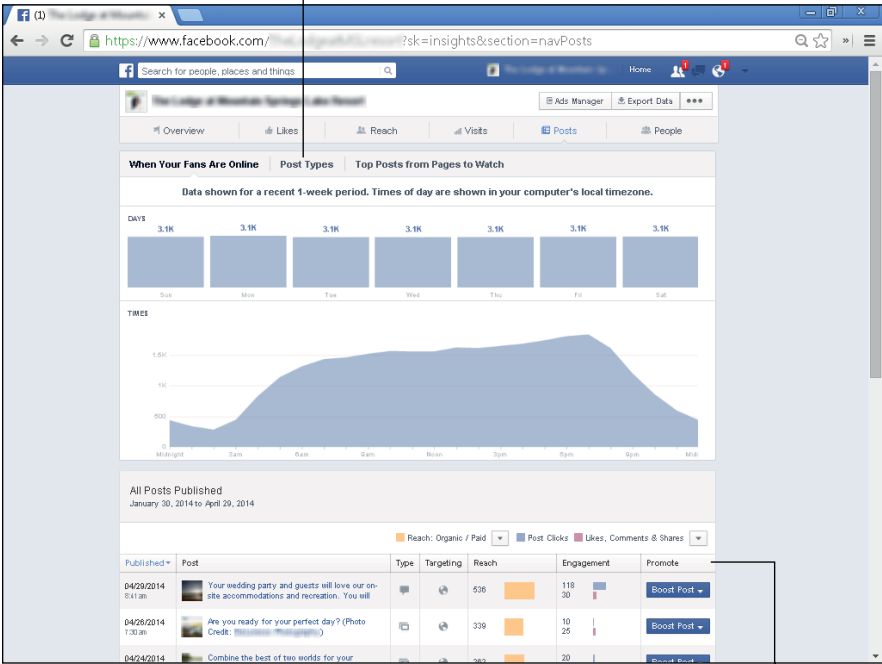 (1)
https://www.facebook.com/ ?sk=insights&section=navPosts
Search for people, places and things
Home
1
1
Ads Manager
Export Data
Overview
Likes
Reach
Visits
Posts
People
When Your Fans Are Online
Post Types
Top Posts from Pages to Watch
Data shown for a recent 1-week period. Times of day are shown in your computer's local timezone.
DAYS
3.1K 3.1K 3.1K 3.1K 3.1K 3.1K 3.1K
Sun Mon Tue Wed Thu Fri Sat
TIMES
1.5K
1K
500
0
Midnight 3am 6am 9am Noon 3pm 6pm 9pm Midi
All Posts Published
January 30, 2014 to April 29, 2014
Reach: Organic / Paid Post Clicks Likes, Comments & Shares
Published Post Type Targeting Reach Engagement Promote
04/29/2014 Your wedding party and guests will love our on- 536 118 Boost Post
8:41 am site accommodations and recreation. You will 30
04/26/2014 Are you ready for your perfect day? (Photo 339 10 Boost Post
7:30 am Credit: ) 25
04/24/2014 Combine the best of two worlds for your 20 Boost Post